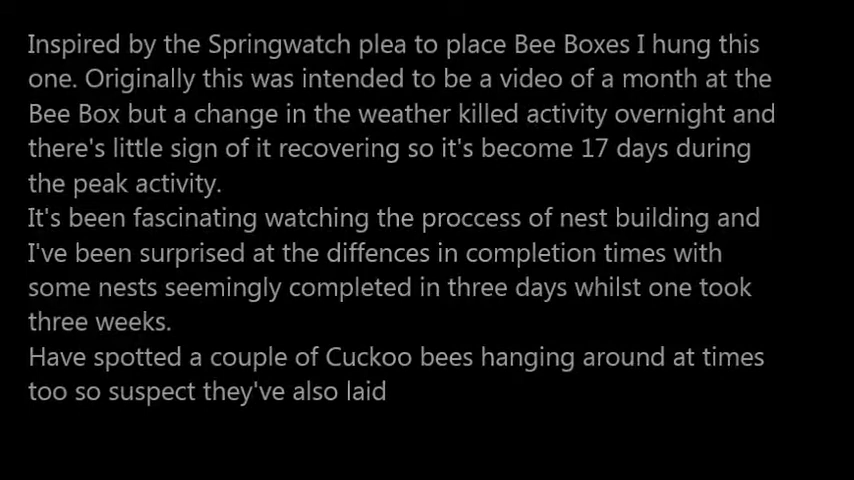 Inspired by the Springwatch plea to place Bee Boxes I hung this
one. Originally this was intended to be a video of a month at the
Bee Box but a change in the weather killed activity overnight and
there's little sign of it recovering so it's become 17 days during
the peak activity.
It's been fascinating watching the proccess of nest building and
I've been surprised at the diffences in completion times with
some nests seemingly completed in three days whilst one took
three weeks.
Have spotted a couple of Cuckoo bees hanging around at times
too so suspect they've also laid